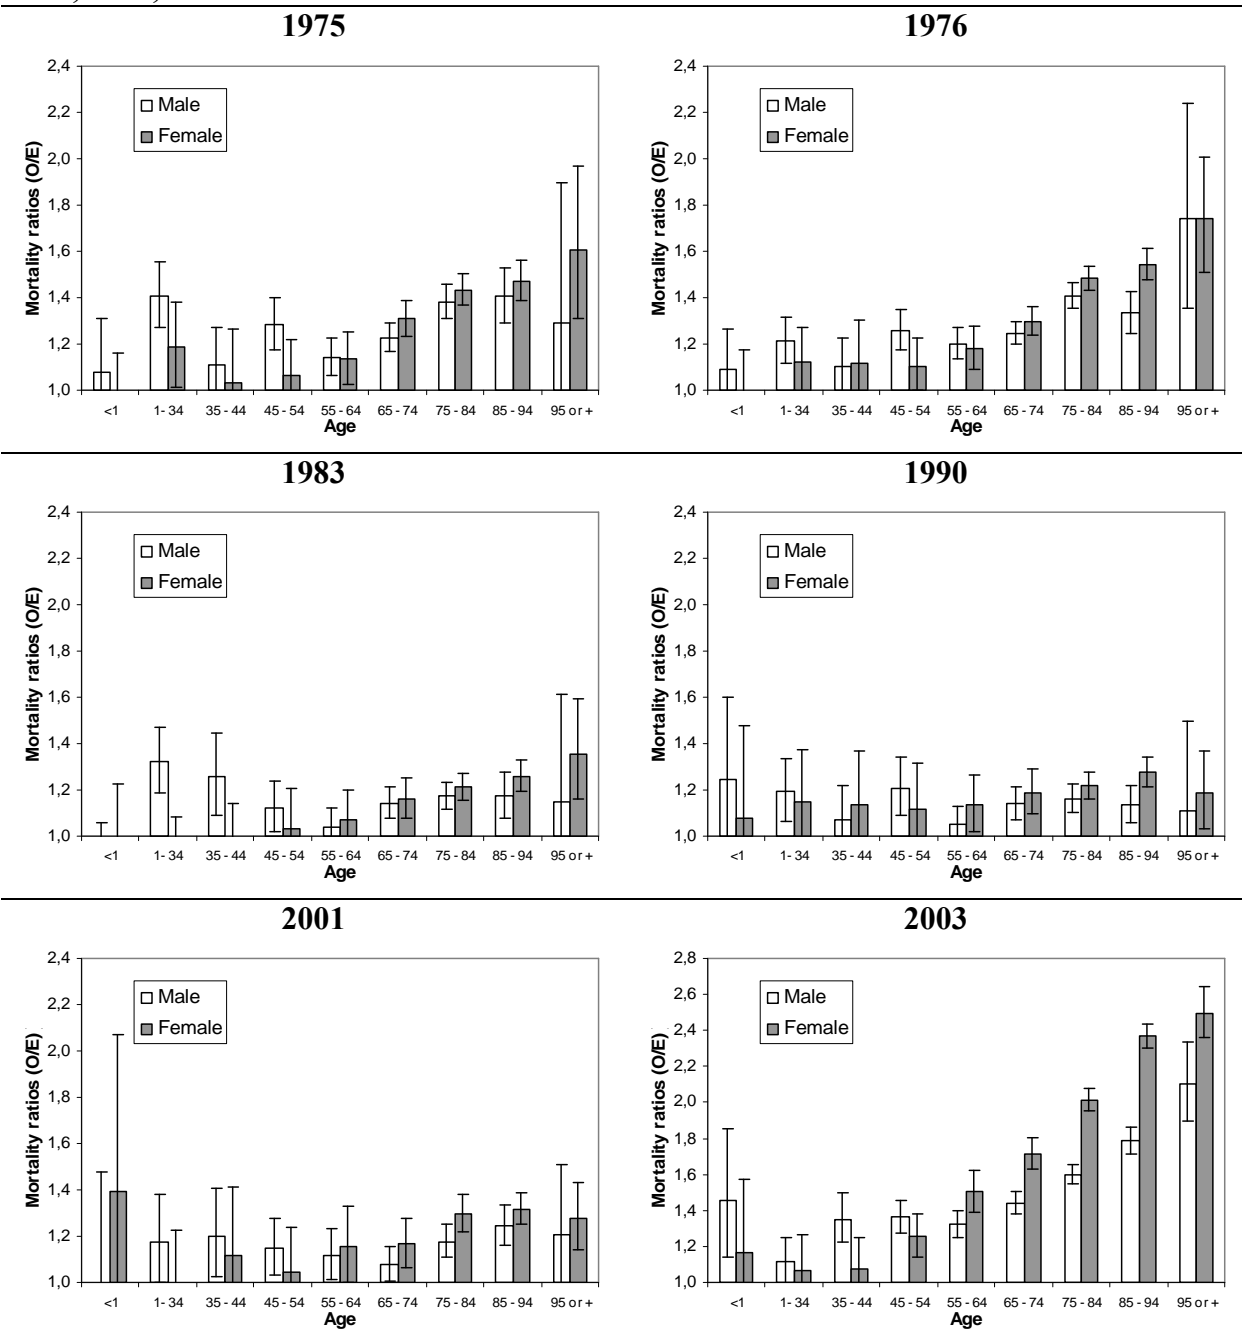 1975
2,4
2,2
2,0
1,8
1,6
1,4
1,2
1,0
Mortality ratios (O/E)
Male
Female
<1 1- 34 35 - 44 45 - 54 55 - 64 65 - 74 75 - 84 85 - 94 95 or +
Age
1976
2,4
2,2
2,0
1,8
1,6
1,4
1,2
1,0
Mortality ratios (O/E)
Male
Female
<1 1- 34 35 - 44 45 - 54 55 - 64 65 - 74 75 - 84 85 - 94 95 or +
Age
1983
2,4
2,2
2,0
1,8
1,6
1,4
1,2
1,0
Mortality ratios (O/E)
Male
Female
<1 1- 34 35 - 44 45 - 54 55 - 64 65 - 74 75 - 84 85 - 94 95 or +
Age
1990
2,4
2,2
2,0
1,8
1,6
1,4
1,2
1,0
Mortality ratios (O/E)
Male
Female
<1 1- 34 35 - 44 45 - 54 55 - 64 65 - 74 75 - 84 85 - 94 95 or +
Age
2001
2,4
2,2
2,0
1,8
1,6
1,4
1,2
1,0
Mortality ratios (O/E)
Male
Female
<1 1- 34 35 - 44 45 - 54 55 - 64 65 - 74 75 - 84 85 - 94 95 or +
Age
2003
2,8
2,6
2,4
2,2
2,0
1,8
1,6
1,4
1,2
1,0
Mortality ratios (O/E)
Male
Female
<1 1- 34 35 - 44 45 - 54 55 - 64 65 - 74 75 - 84 85 - 94 95 or +
Age